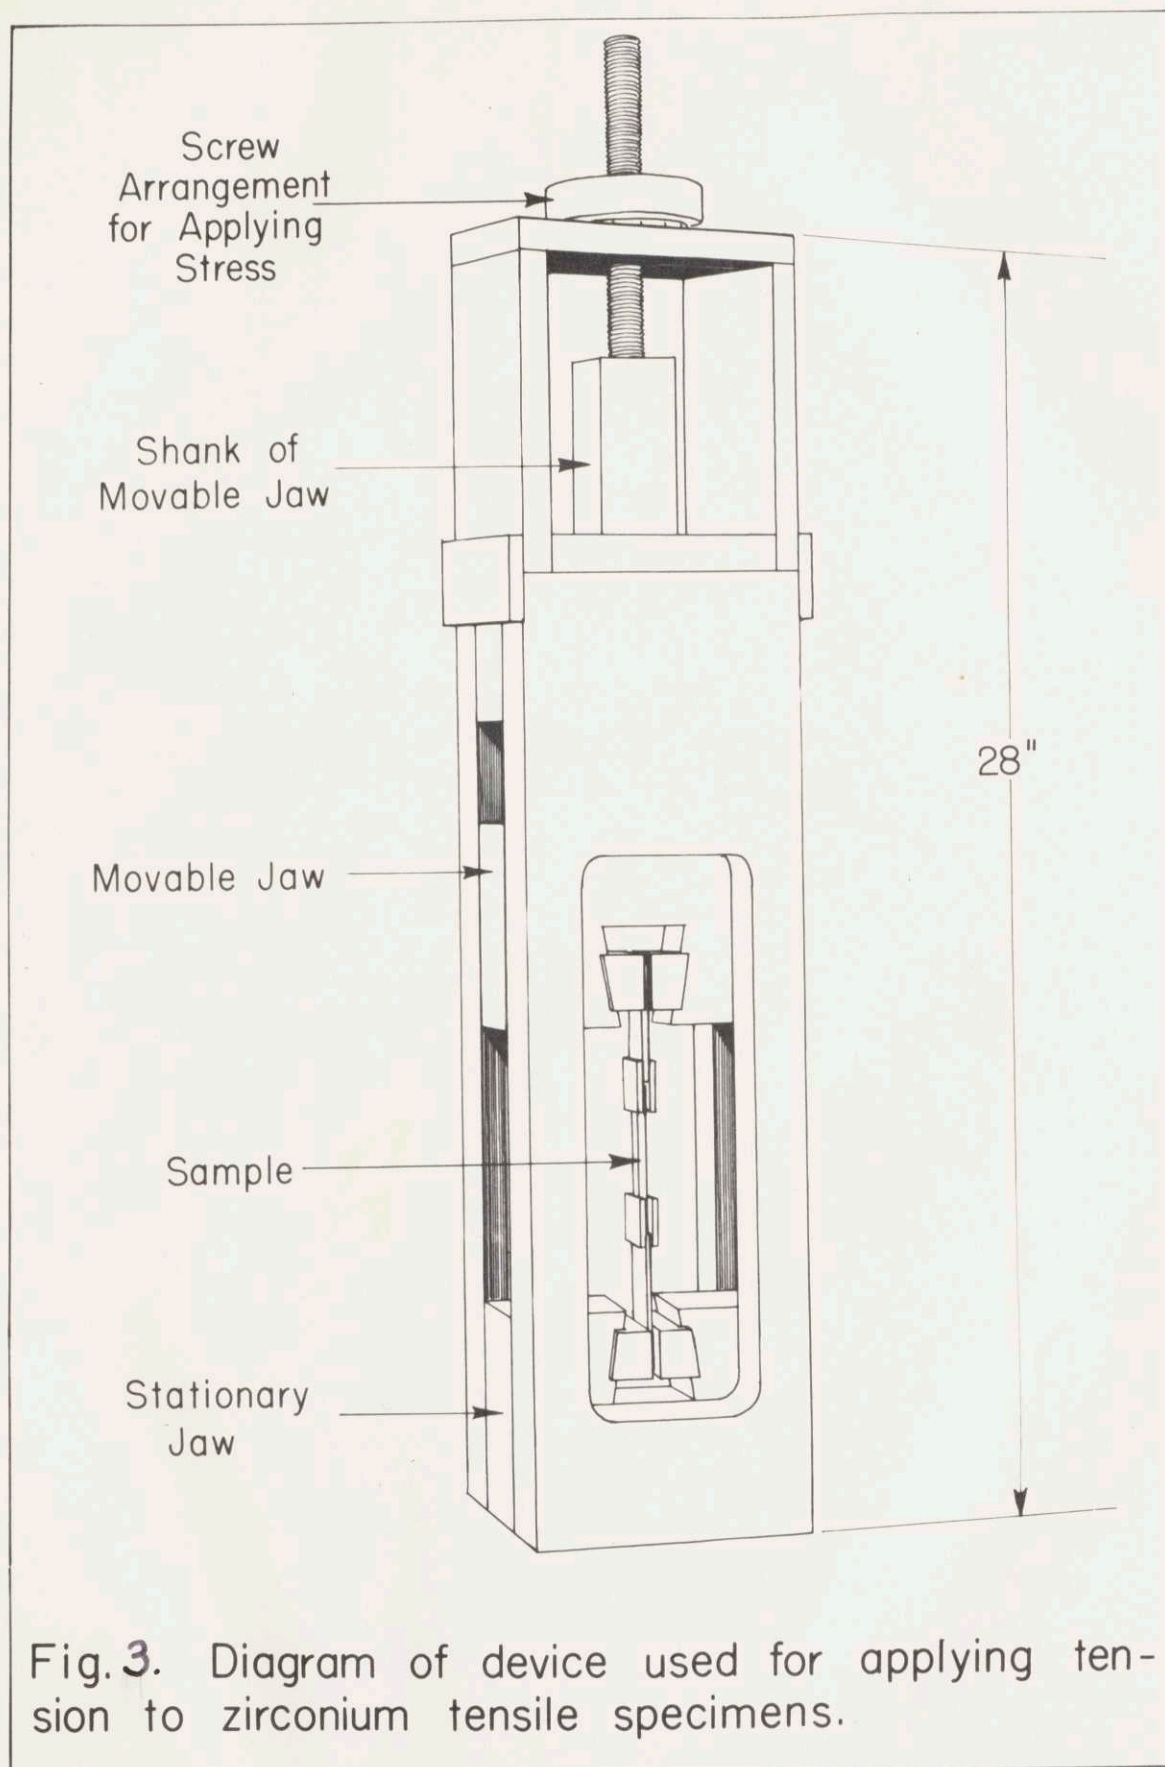 Screw
Arrangement
for Applying
Stress
Shank of
Movable Jaw
28"
Movable Jaw
Sample
Stationary
Jaw
Fig. 3. Diagram of device used for applying ten-
sion to zirconium tensile specimens.